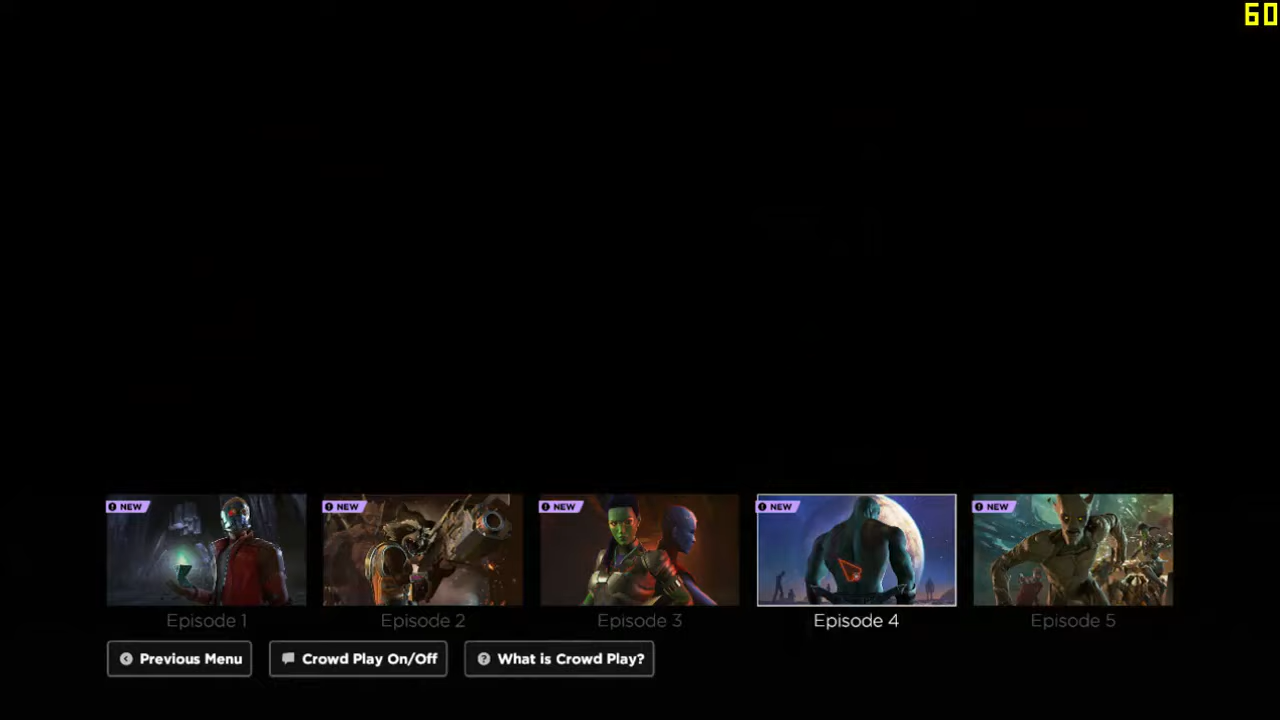 60
NEW NEW NEW NEW NEW
Episode 1 Episode 2 Episode 3 Episode 4 Episode 5
Previous Menu Crowd Play On/Off What is Crowd Play?